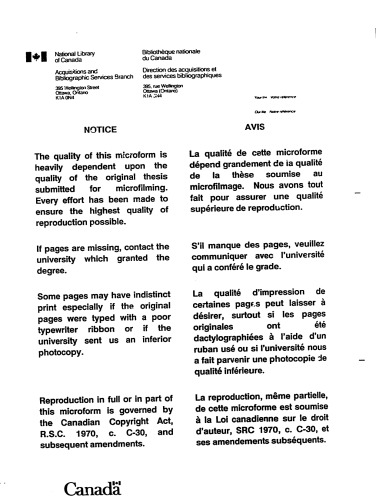 National Library
of Canada
Bibliothèque nationale
du Canada
Acquisitions and
Bibliographic Services Branch
Direction des acquisitions et
des services bibliographiques
395 Wellington Street
Ottawa, Ontario
K1A 0N4
395, rue Wellington
Ottawa (Ontario)
K1A 0N4
Your file Votre référence
Our file Notre référence
NOTICE
The quality of this microform is
heavily dependent upon the
quality of the original thesis
submitted for microfilming.
Every effort has been made to
ensure the highest quality of
reproduction possible.
If pages are missing, contact the
university which granted the
degree.
Some pages may have indistinct
print especially if the original
pages were typed with a poor
typewriter ribbon or if the
university sent us an inferior
photocopy.
Reproduction in full or in part of
this microform is governed by
the Canadian Copyright Act,
R.S.C. 1970, c. C-30, and
subsequent amendments.
AVIS
La qualité de cette microforme
dépend grandement de la qualité
de la thèse soumise au
microfilmage. Nous avons tout
fait pour assurer une qualité
supérieure de reproduction.
S'il manque des pages, veuillez
communiquer avec l'université
qui a conféré le grade.
La qualité d'impression de
certaines pages peut laisser à
désirer, surtout si les pages
originales ont été
dactylographiées à l'aide d'un
ruban usé ou si l'université nous
a fait parvenir une photocopie de
qualité inférieure.
La reproduction, même partielle,
de cette microforme est soumise
à la Loi canadienne sur le droit
d'auteur, SRC 1970, c. C-30, et
ses amendements subséquents.
Canada